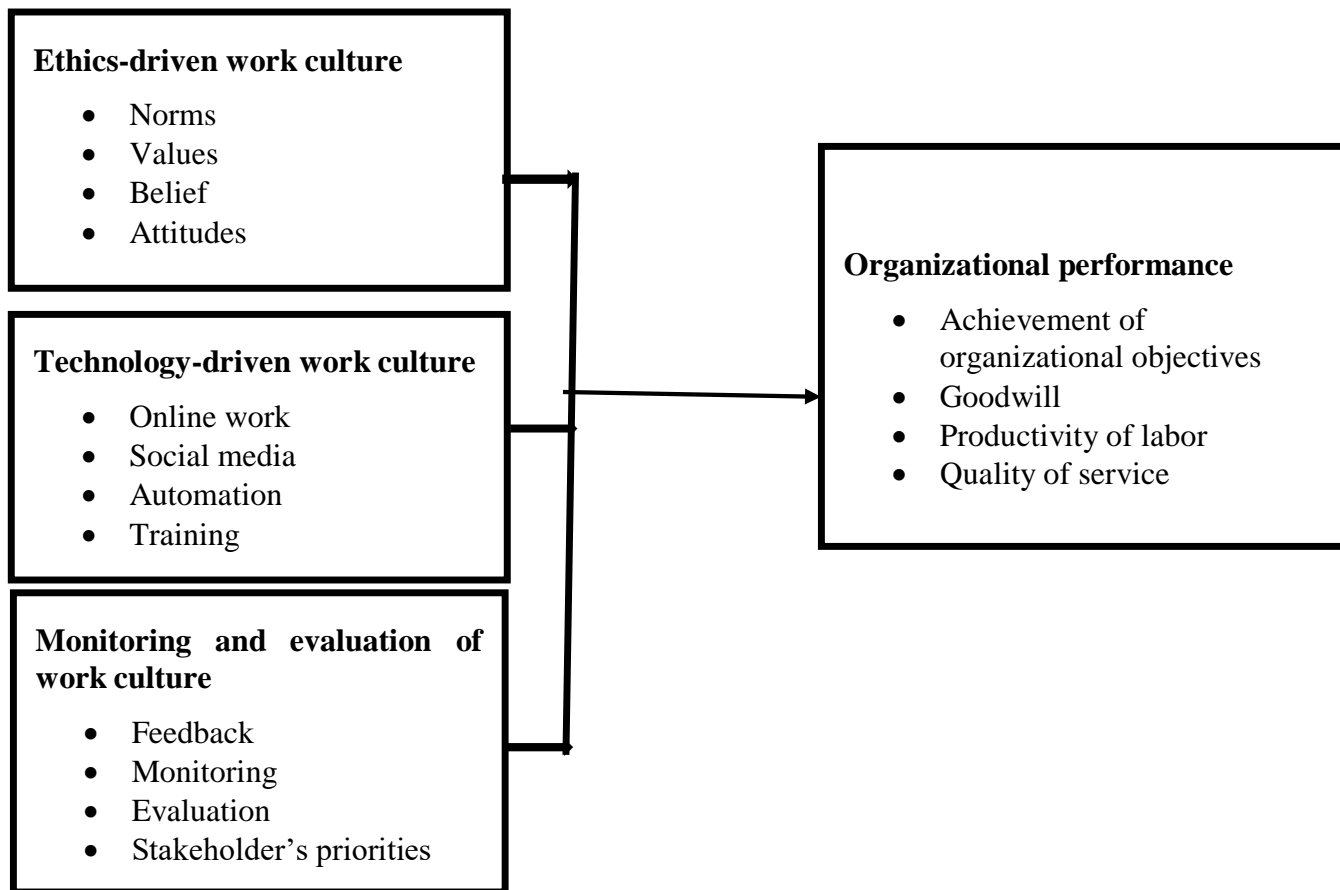 Ethics-driven work culture
• Norms
• Values
• Belief
• Attitudes
Technology-driven work culture
• Online work
• Social media
• Automation
• Training
Monitoring and evaluation of
work culture
• Feedback
• Monitoring
• Evaluation
• Stakeholder’s priorities
Organizational performance
• Achievement of
organizational objectives
• Goodwill
• Productivity of labor
• Quality of service